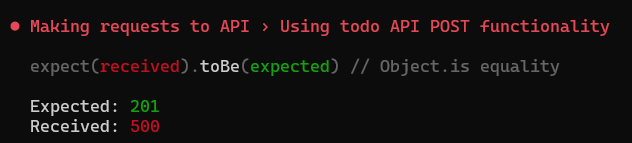 ● Making requests to API › Using todo API POST functionality
expect(received).toBe(expected) // Object.is equality
Expected: 201
Received: 500